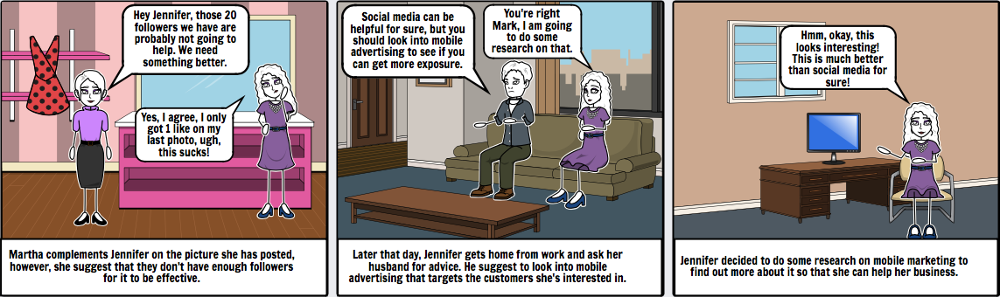 Hey Jennifer, those 20
followers we have are
probably not going to
help. We need
something better.
Yes, I agree, I only
got 1 like on my
last photo, ugh,
this sucks!
Martha complements Jennifer on the picture she has posted,
however, she suggest that they don't have enough followers
for it to be effective.
Social media can be
helpful for sure, but you
should look into mobile
advertising to see if you
can get more exposure.
You're right
Mark, I am going
to do some
research on that.
Later that day, Jennifer gets home from work and ask her
husband for advice. He suggest to look into mobile
advertising that targets the customers she's interested in.
Hmm, okay, this
looks interesting!
This is much better
than social media for
sure!
Jennifer decided to do some research on mobile marketing to
find out more about it so that she can help her business.